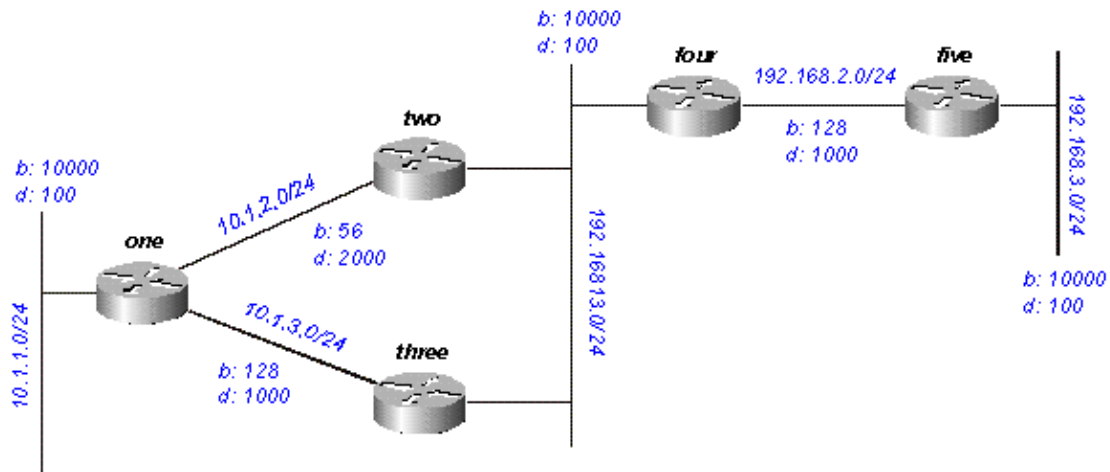 b: 10000
d: 100
four
192.168.2.0/24
five
b: 128
d: 1000
192.168.3.0/24
b: 10000
d: 100
two
b: 10000
d: 100
10.1.2.0/24
b: 56
d: 2000
one
10.1.1.0/24
10.1.3.0/24
b: 128
d: 1000
three
192.16813.0/24